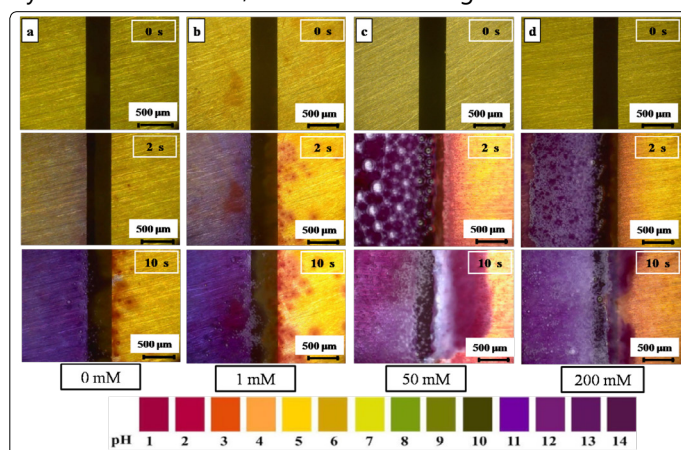 a b c d
0 s 0 s 0 s 0 s
500 µm 500 µm 500 µm 500 µm
2 s 2 s 2 s 2 s
500 µm 500 µm 500 µm 500 µm
10 s 10 s 10 s 10 s
500 µm 500 µm 500 µm 500 µm
0 mM 1 mM 50 mM 200 mM
pH 1 2 3 4 5 6 7 8 9 10 11 12 13 14